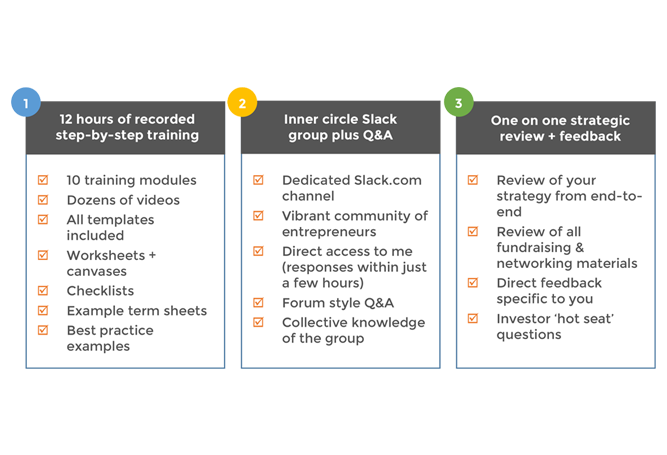 1
12 hours of recorded
step-by-step training
10 training modules
Dozens of videos
All templates
included
Worksheets +
canvases
Checklists
Example term sheets
Best practice
examples
2
Inner circle Slack
group plus Q&A
Dedicated Slack.com
channel
Vibrant community of
entrepreneurs
Direct access to me
(responses within just
a few hours)
Forum style Q&A
Collective knowledge
of the group
3
One on one strategic
review + feedback
Review of your
strategy from end-to-
end
Review of all
fundraising &
networking materials
Direct feedback
specific to you
Investor ‘hot seat’
questions